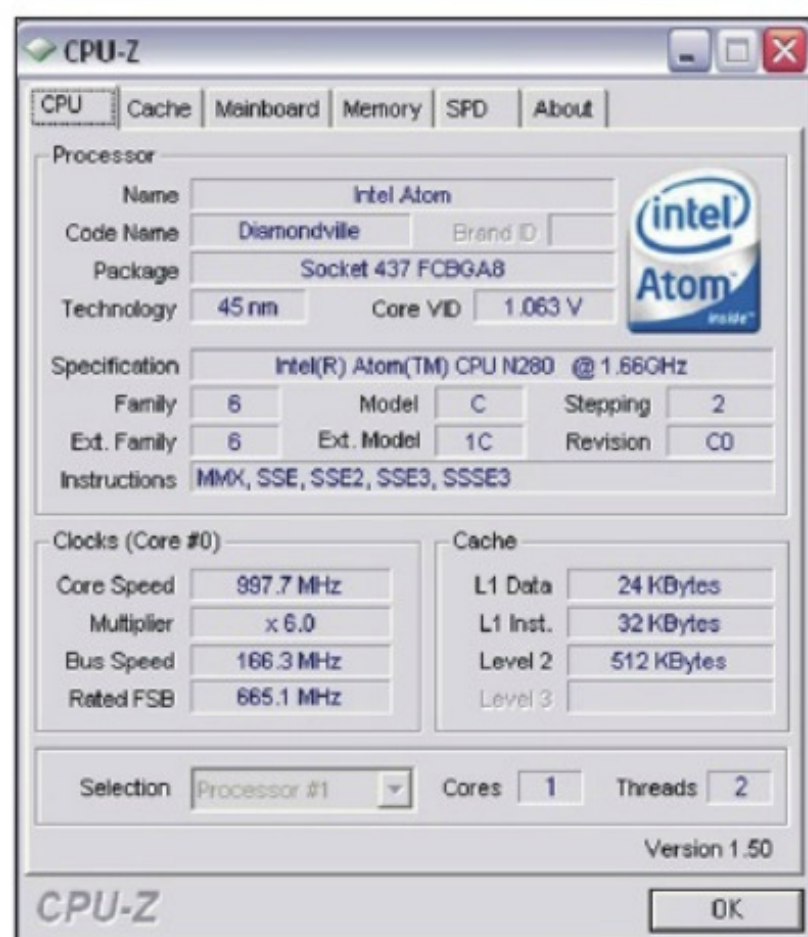 CPU-Z
CPU Cache Mainboard Memory SPD About
Processor
Name Intel Atom
Code Name Diamondville Brand ID
Package Socket 437 FCBGA8
Technology 45 nm Core VID 1.063 V
intel
Atom
inside™
Specification Intel(R) Atom(TM) CPU N280 @ 1.66GHz
Family 6 Model C Stepping 2
Ext. Family 6 Ext. Model 1C Revision C0
Instructions MMX, SSE, SSE2, SSE3, SSSE3
Clocks (Core #0)
Core Speed 997.7 MHz
Multiplier x 6.0
Bus Speed 166.3 MHz
Rated FSB 665.1 MHz
Cache
L1 Data 24 KBytes
L1 Inst. 32 KBytes
Level 2 512 KBytes
Level 3
Selection Processor #1 Cores 1 Threads 2
Version 1.50
CPU-Z OK